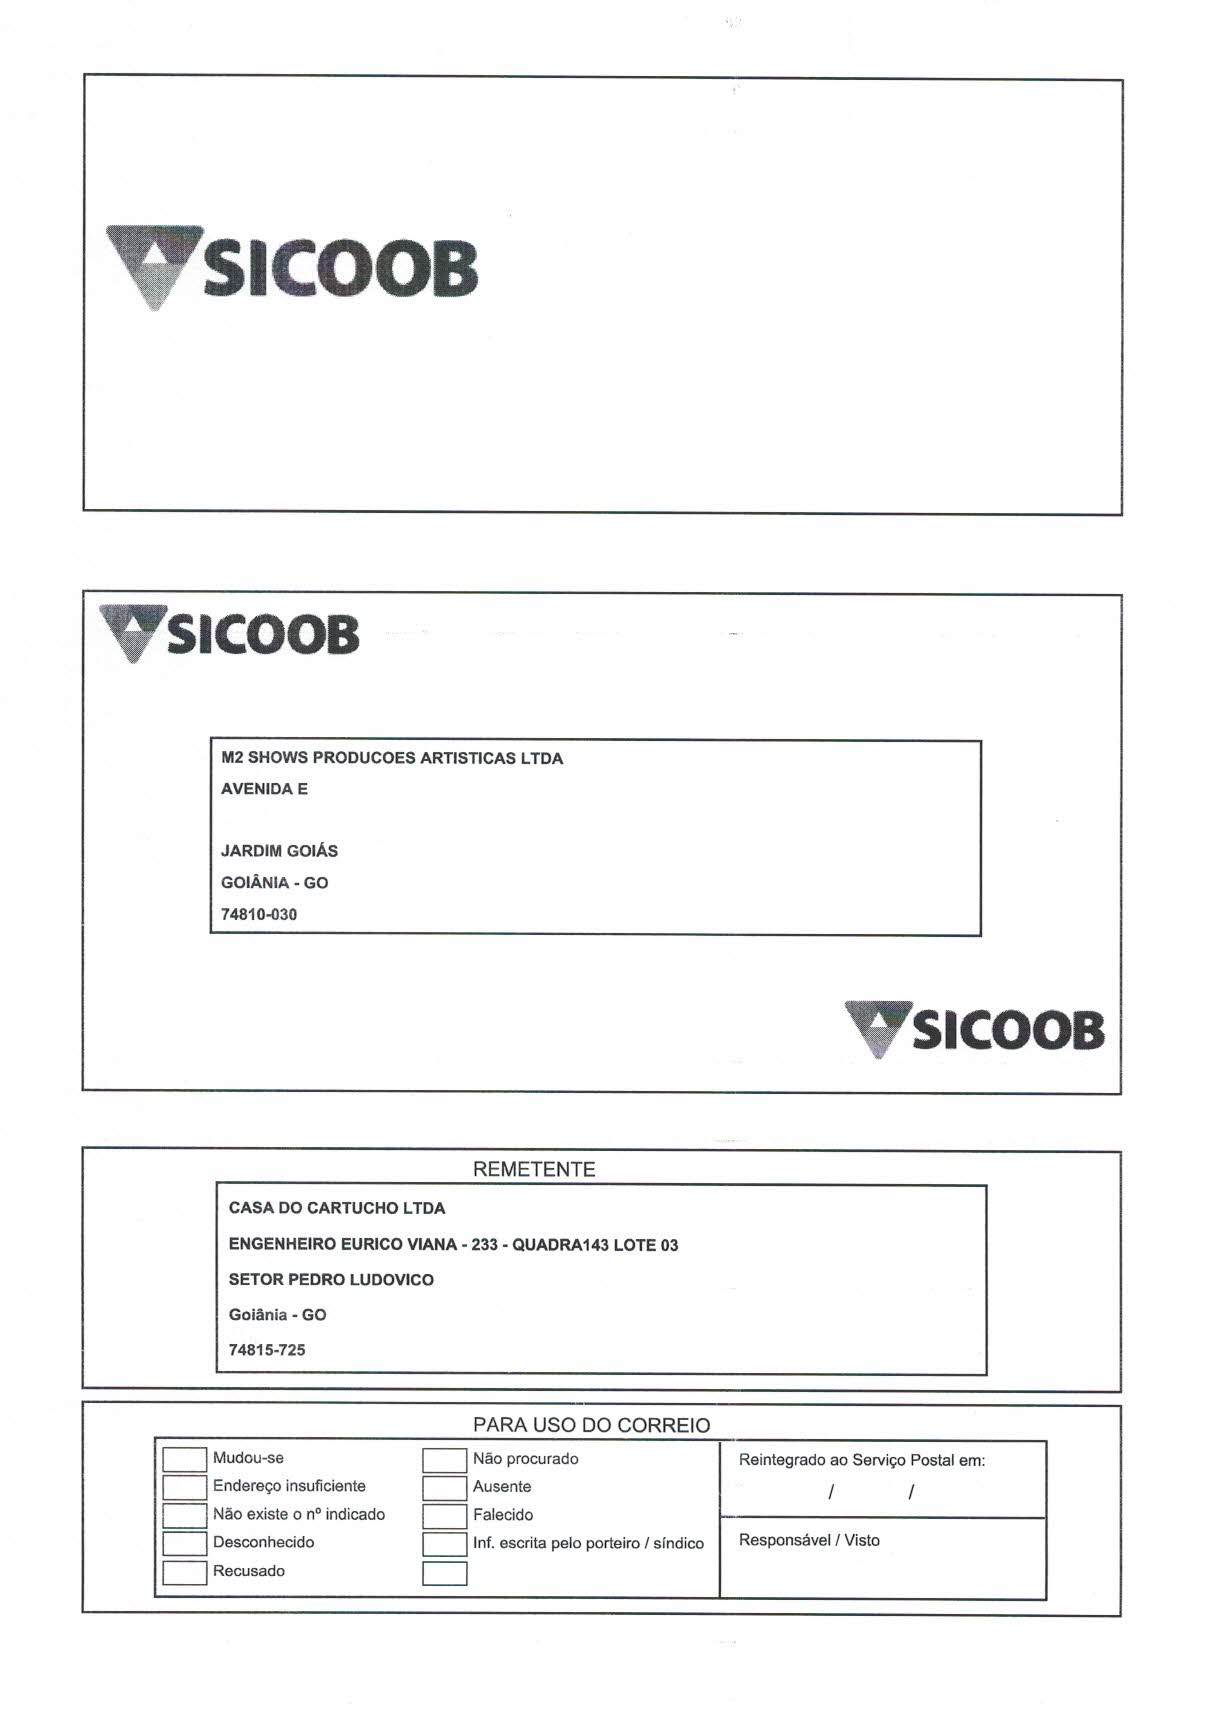 SICOOB
SICOOB
M2 SHOWS PRODUCOES ARTISTICAS LTDA
AVENIDA E
JARDIM GOIÁS
GOIÂNIA - GO
74810-030
SICOOB
REMETENTE
CASA DO CARTUCHO LTDA
ENGENHEIRO EURICO VIANA - 233 - QUADRA143 LOTE 03
SETOR PEDRO LUDOVICO
Goiânia - GO
74815-725
PARA USO DO CORREIO
Mudou-se
Endereço insuficiente
Não existe o nº indicado
Desconhecido
Recusado
Não procurado
Ausente
Falecido
Inf. escrita pelo porteiro / síndico
Reintegrado ao Serviço Postal em:
/ /
Responsável / Visto